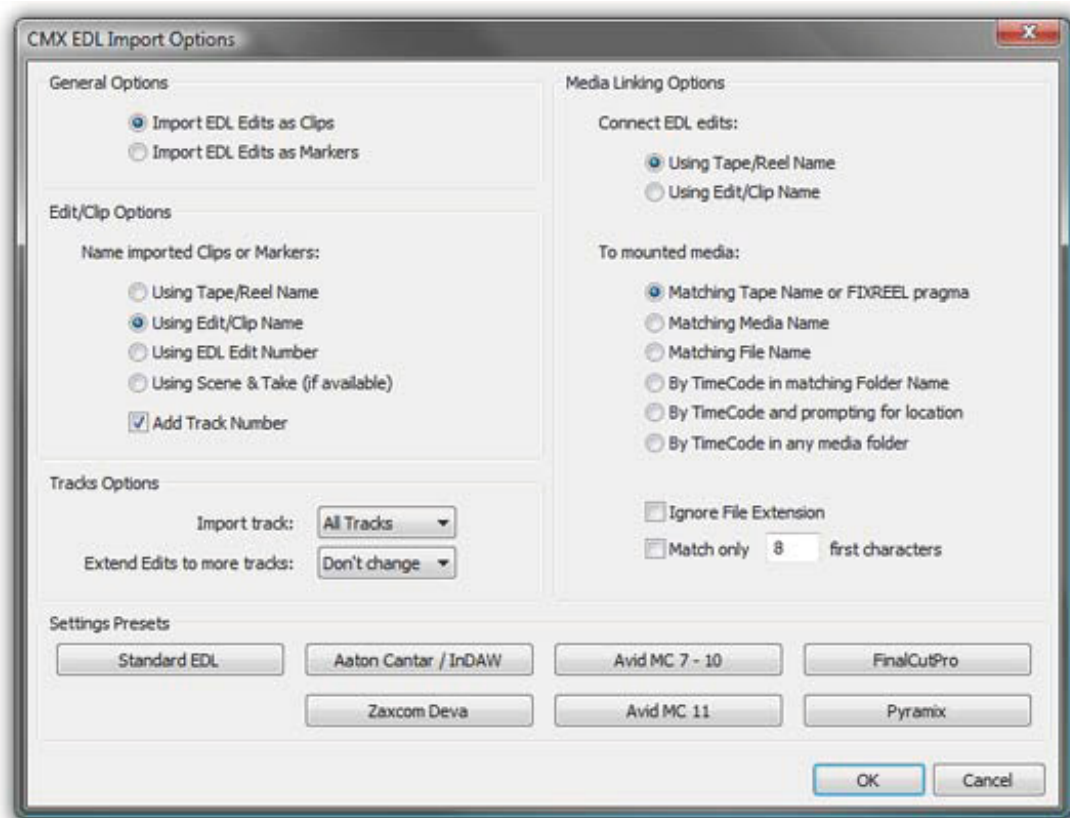 CMX EDL Import Options
General Options
Import EDL Edits as Clips
Import EDL Edits as Markers
Edit/Clip Options
Name imported Clips or Markers:
Using Tape/Reel Name
Using Edit/Clip Name
Using EDL Edit Number
Using Scene & Take (if available)
Add Track Number
Tracks Options
Import track: All Tracks
Extend Edits to more tracks: Don't change
Media Linking Options
Connect EDL edits:
Using Tape/Reel Name
Using Edit/Clip Name
To mounted media:
Matching Tape Name or FIXREEL pragma
Matching Media Name
Matching File Name
By TimeCode in matching Folder Name
By TimeCode and prompting for location
By TimeCode in any media folder
Ignore File Extension
Match only 8 first characters
Settings Presets
Standard EDL Aaton Cantar / InDAW Avid MC 7 - 10 FinalCutPro
Zaxcom Deva Avid MC 11 Pyramix
OK Cancel